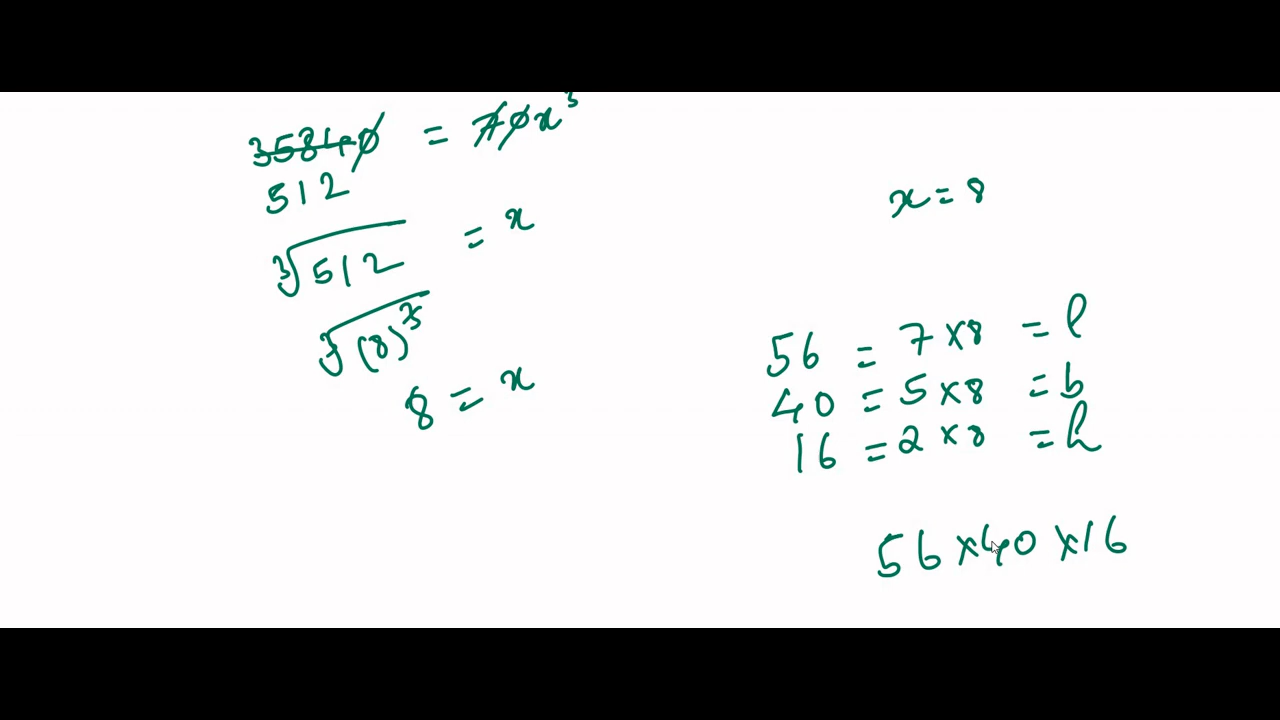 35840 = 70x³
512
∛512 = x
∛(8)³
8 = x
x = 8
56 = 7×8 = l
40 = 5×8 = b
16 = 2×8 = h
56×40×16